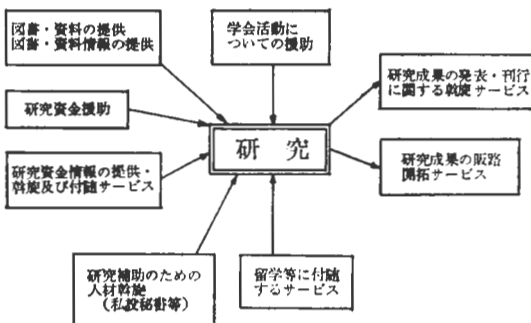 図書・資料の提供
図書・資料情報の提供
学会活動に
ついての援助
研究成果の発表・刊行
に関する斡旋サービス
研究資金援助
研究
研究資金情報の提供・
斡旋及び付随サービス
研究成果の販路
開拓サービス
研究補助のための
人材斡旋
(私設秘書等)
留学等に付随
するサービス